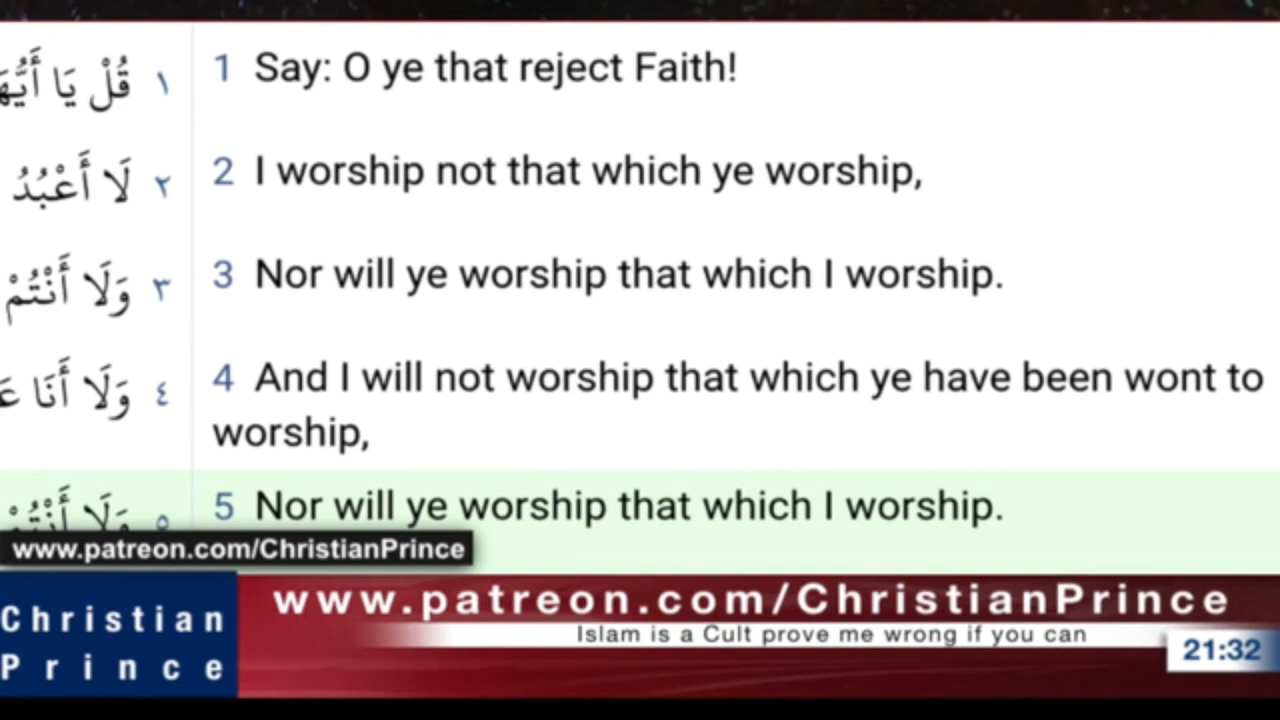 ١ قُلْ يَا
1 Say: O ye that reject Faith!
٢ لَا أَعْبُدُ
2 I worship not that which ye worship,
٣ وَلَا أَنْتُمْ
3 Nor will ye worship that which I worship.
٤ وَلَا أَنَا
4 And I will not worship that which ye have been wont to
worship,
٥ وَلَا أَنْتُمْ
5 Nor will ye worship that which I worship.
www.patreon.com/ChristianPrince
Christian
Prince
www.patreon.com/ChristianPrince
Islam is a Cult prove me wrong if you can
21:32